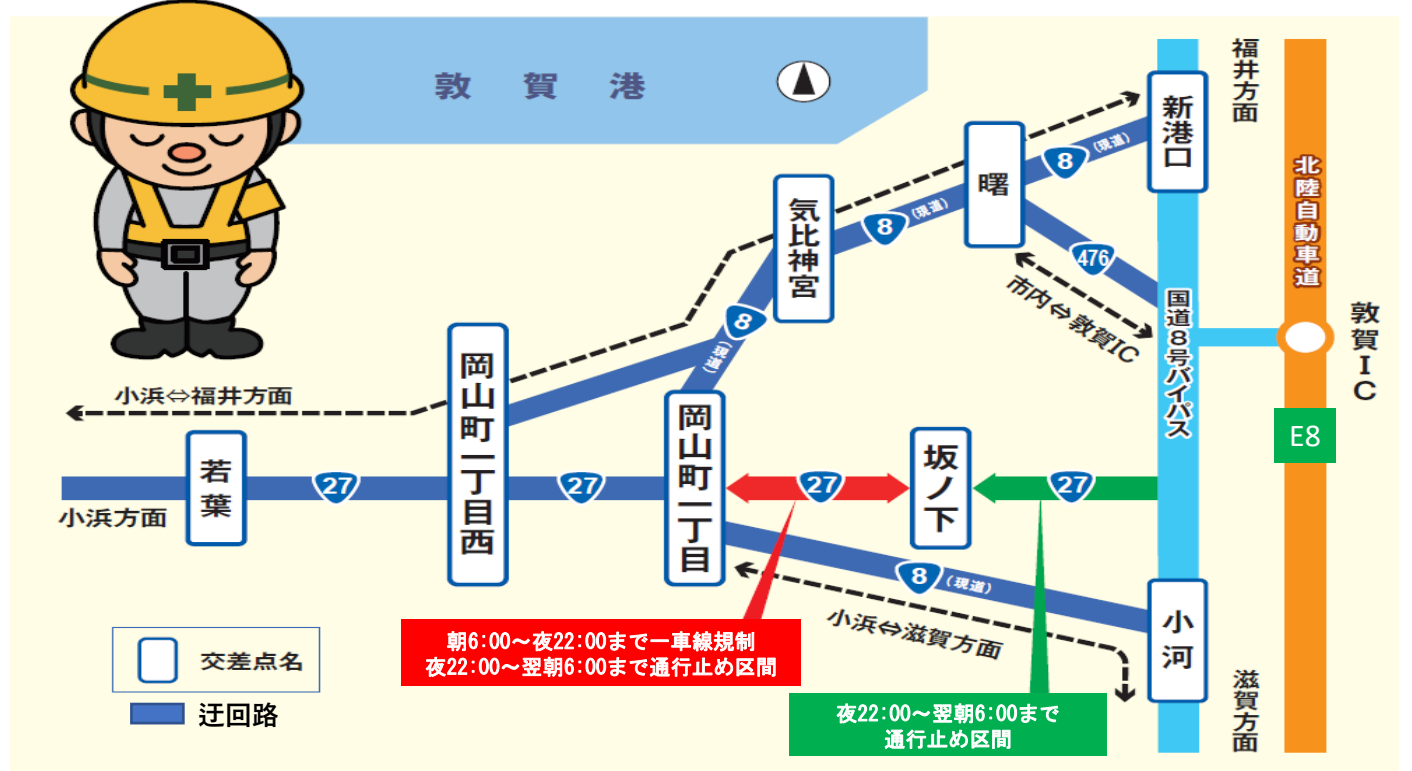 敦賀港
福井方面
新港口
北陸自動車道
曙
8
(現道)
気比神宮
8
(現道)
476
市内⇔敦賀IC
国道8号バイパス
敦賀IC
E8
8
(現道)
岡山町一丁目西
小浜⇔福井方面
岡山町一丁目
若葉
27
27
27
坂ノ下
27
小浜方面
8
(現道)
小浜⇔滋賀方面
小河
滋賀方面
朝6:00～夜22:00まで一車線規制
夜22:00～翌朝6:00まで通行止め区間
夜22:00～翌朝6:00まで
通行止め区間
交差点名
迂回路